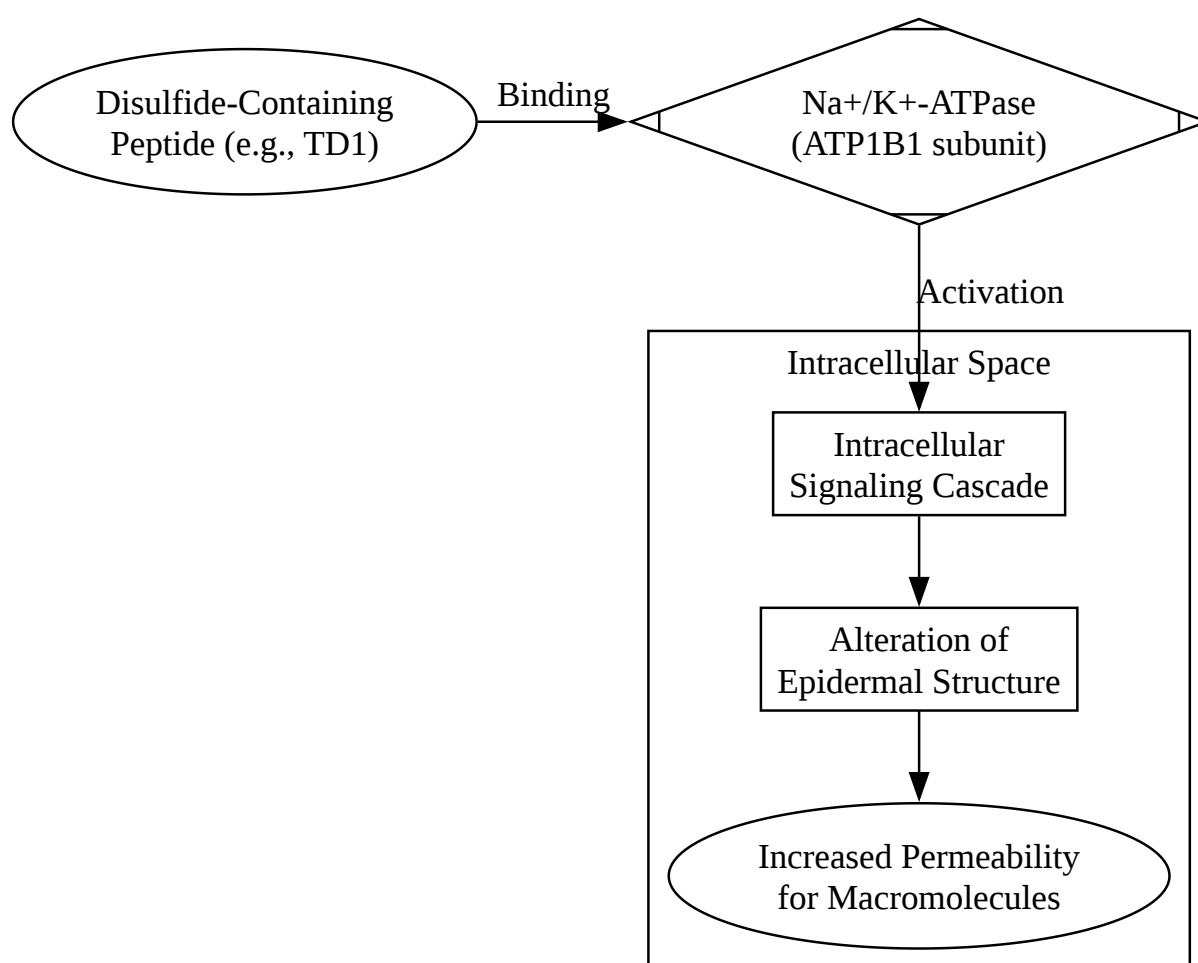 Disulfide-Containing
Peptide (e.g., TD1)
Binding
Na+/K+-ATPase
(ATP1B1 subunit)
Activation
Intracellular Space
Intracellular
Signaling Cascade
Alteration of
Epidermal Structure
Increased Permeability
for Macromolecules